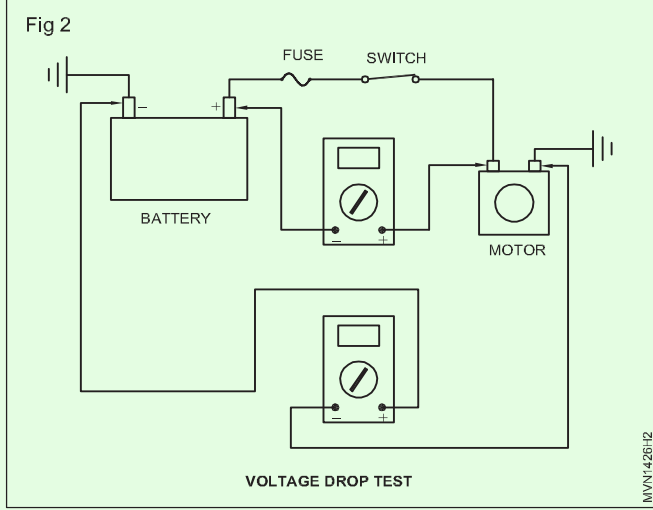 Fig 2
FUSE
SWITCH
– +
BATTERY
– +
MOTOR
– +
VOLTAGE DROP TEST
MVN1426H2